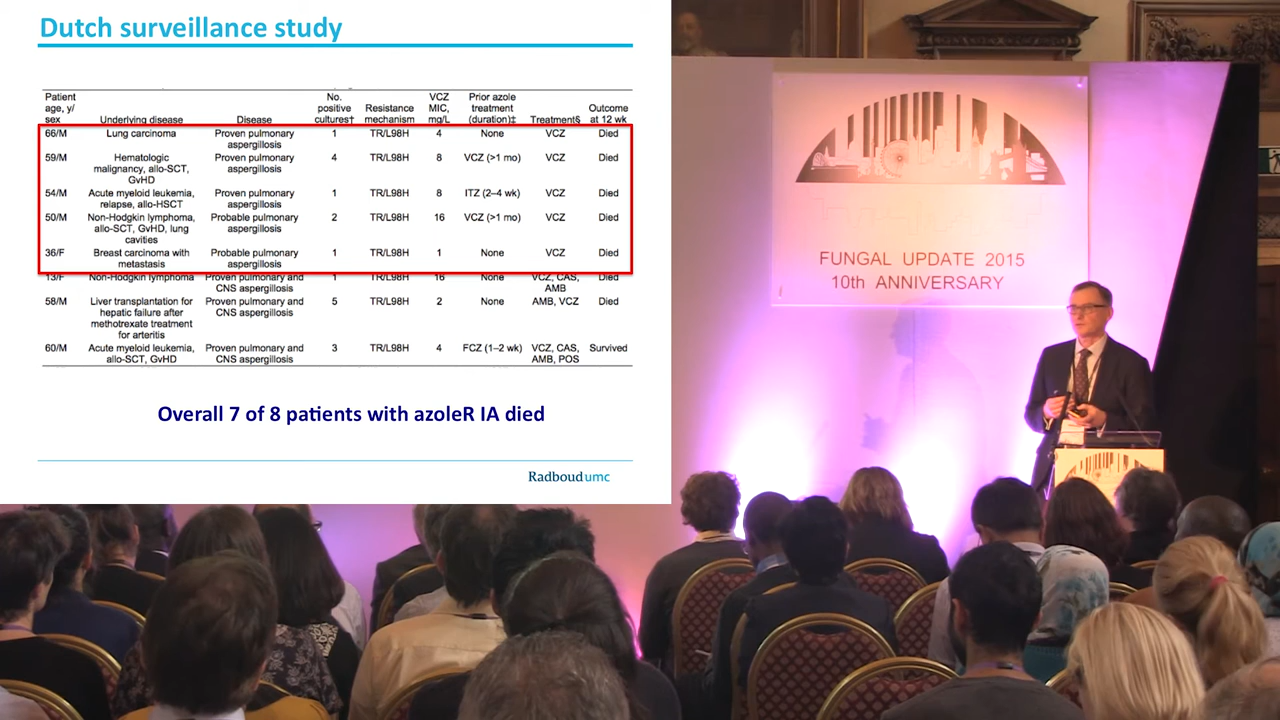 Dutch surveillance study
Patient age, y/ sex Underlying disease Disease No. positive cultures† Resistance mechanism VCZ MIC, mg/L Prior azole treatment (duration)‡ Treatment§ Outcome at 12 wk
66/M Lung carcinoma Proven pulmonary aspergillosis 1 TR/L98H 4 None VCZ Died
59/M Hematologic malignancy, allo-SCT, GvHD Proven pulmonary aspergillosis 4 TR/L98H 8 VCZ (>1 mo) VCZ Died
54/M Acute myeloid leukemia, relapse, allo-HSCT Proven pulmonary aspergillosis 1 TR/L98H 8 ITZ (2–4 wk) VCZ Died
50/M Non-Hodgkin lymphoma, allo-SCT, GvHD, lung cavities Probable pulmonary aspergillosis 2 TR/L98H 16 VCZ (>1 mo) VCZ Died
36/F Breast carcinoma with metastasis Probable pulmonary aspergillosis 1 TR/L98H 1 None VCZ Died
13/F Non-Hodgkin lymphoma Proven pulmonary and CNS aspergillosis 1 TR/L98H 16 None VCZ, CAS, AMB Died
58/M Liver transplantation for hepatic failure after methotrexate treatment for arteritis Proven pulmonary and CNS aspergillosis 5 TR/L98H 2 None AMB, VCZ Died
60/M Acute myeloid leukemia, allo-SCT, GvHD Proven pulmonary and CNS aspergillosis 3 TR/L98H 4 FCZ (1–2 wk) VCZ, CAS, AMB, POS Survived
Overall 7 of 8 patients with azoleR IA died
Radboudumc
FUNGAL UPDATE 2015
10th ANNIVERSARY